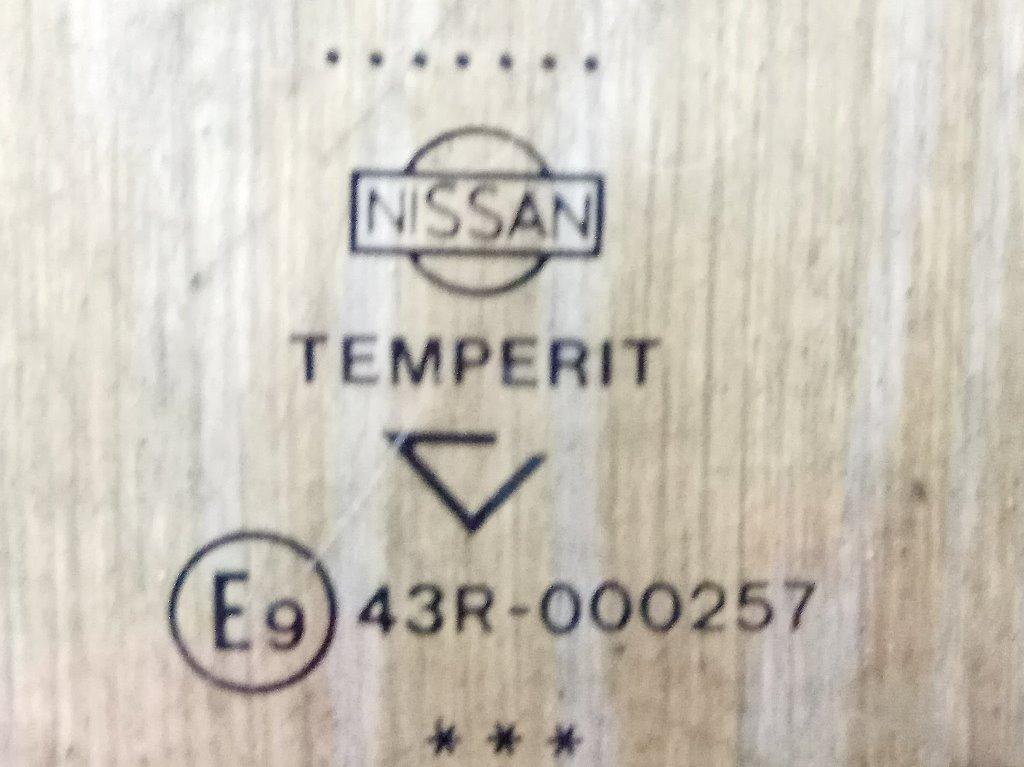 .......
NISSAN
TEMPERIT
E9 43R-000257
***